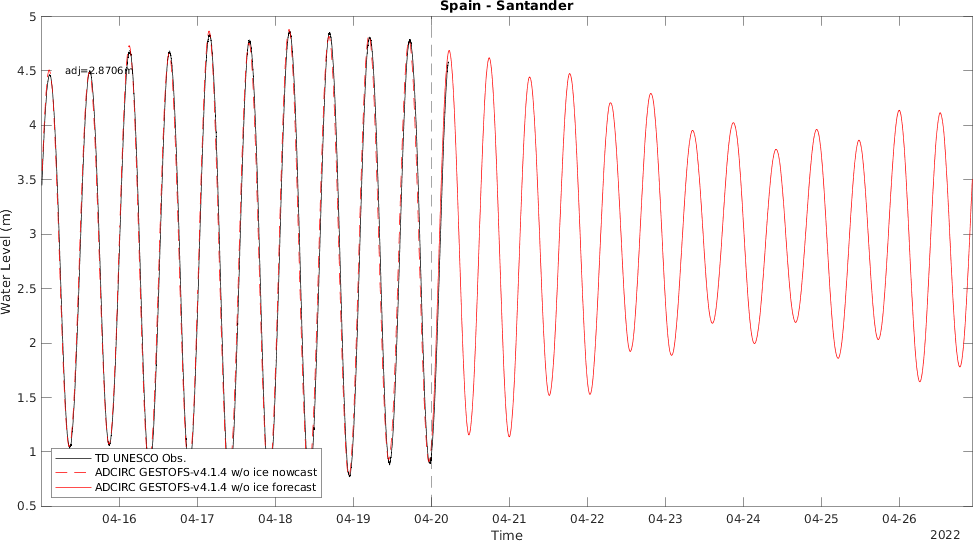 Spain - Santander
5
4.5
4
3.5
3
2.5
2
1.5
1
0.5
Water Level (m)
adj=2.8706m
TD UNESCO Obs.
ADCIRC GESTOFS-v4.1.4 w/o ice nowcast
ADCIRC GESTOFS-v4.1.4 w/o ice forecast
04-16 04-17 04-18 04-19 04-20 04-21 04-22 04-23 04-24 04-25 04-26
Time
2022